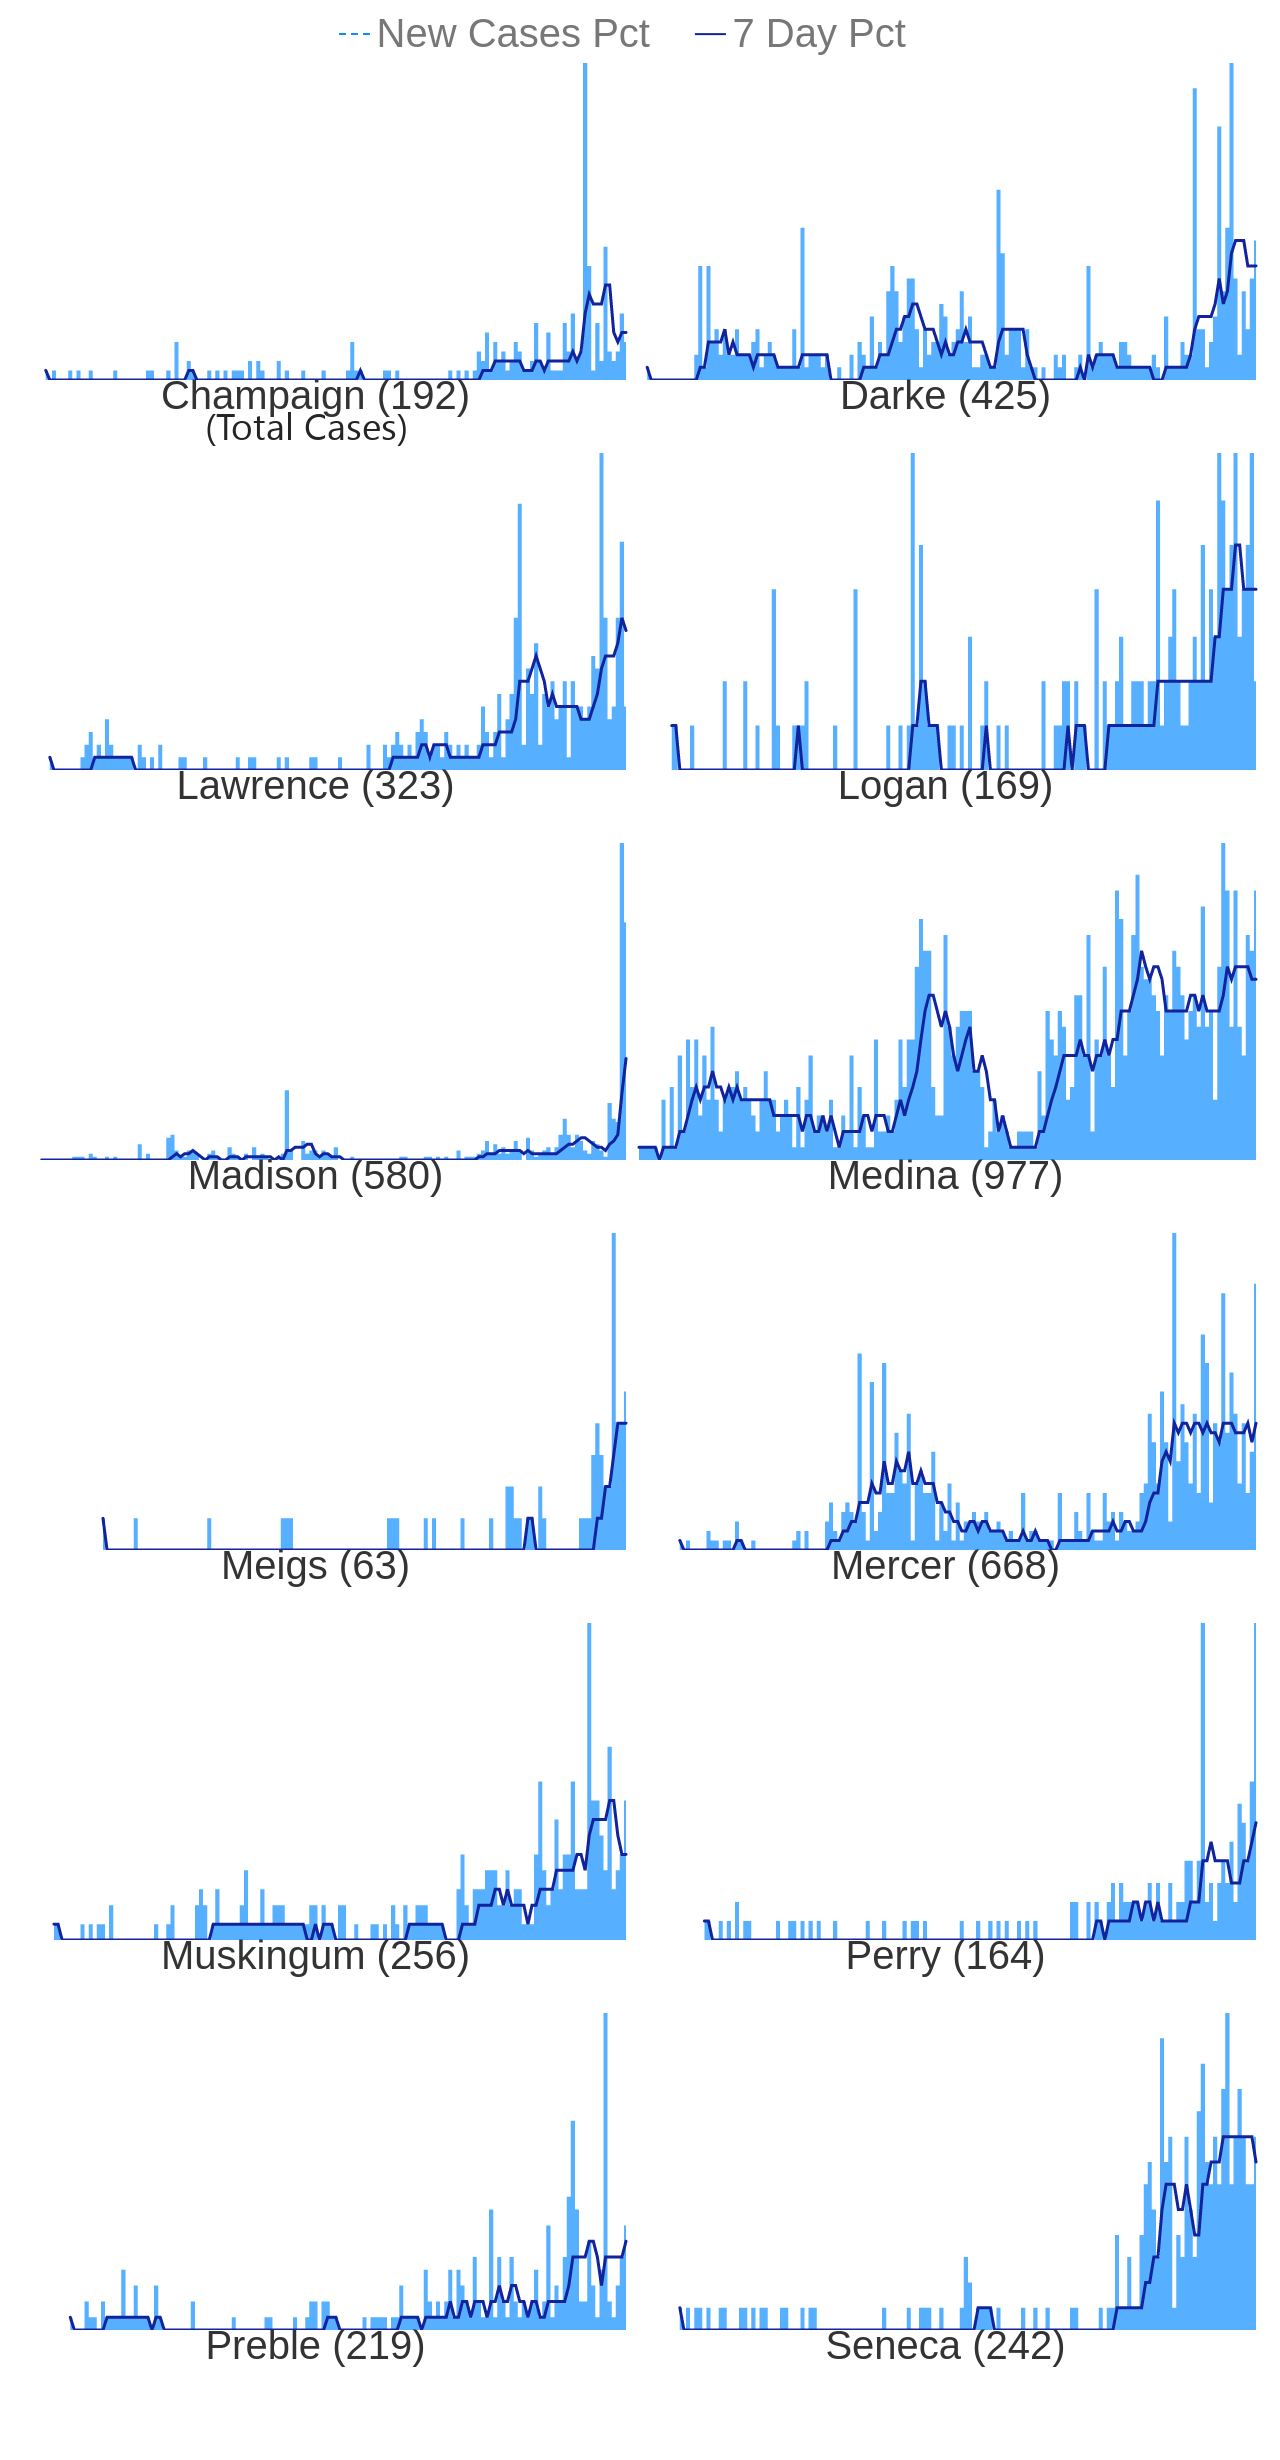 New Cases Pct 7 Day Pct
Champaign (192) Darke (425)
(Total Cases)
Lawrence (323) Logan (169)
Madison (580) Medina (977)
Meigs (63) Mercer (668)
Muskingum (256) Perry (164)
Preble (219) Seneca (242)